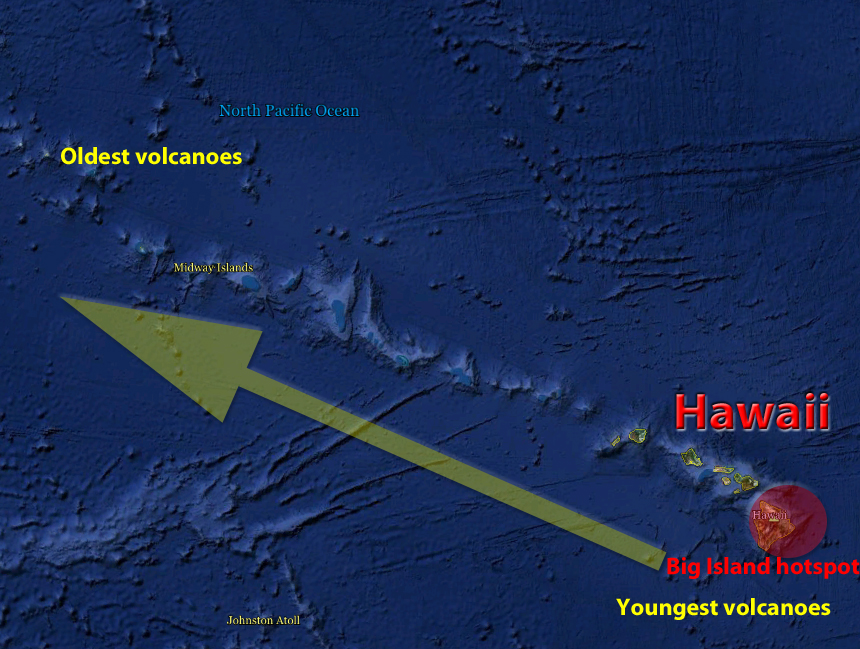 North Pacific Ocean
Oldest volcanoes
Midway Islands
Hawaii
Hawaii
Big Island hotspot
Youngest volcanoes
Johnston Atoll